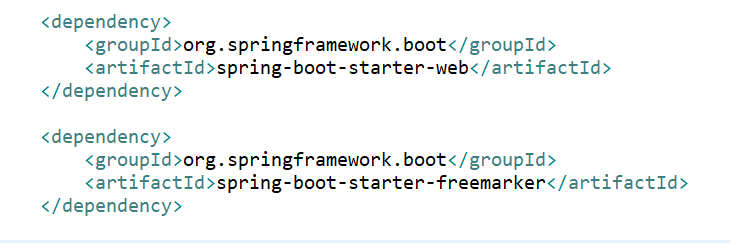 <dependency>
<groupId>org.springframework.boot</groupId>
<artifactId>spring-boot-starter-web</artifactId>
</dependency>
<dependency>
<groupId>org.springframework.boot</groupId>
<artifactId>spring-boot-starter-freemarker</artifactId>
</dependency>